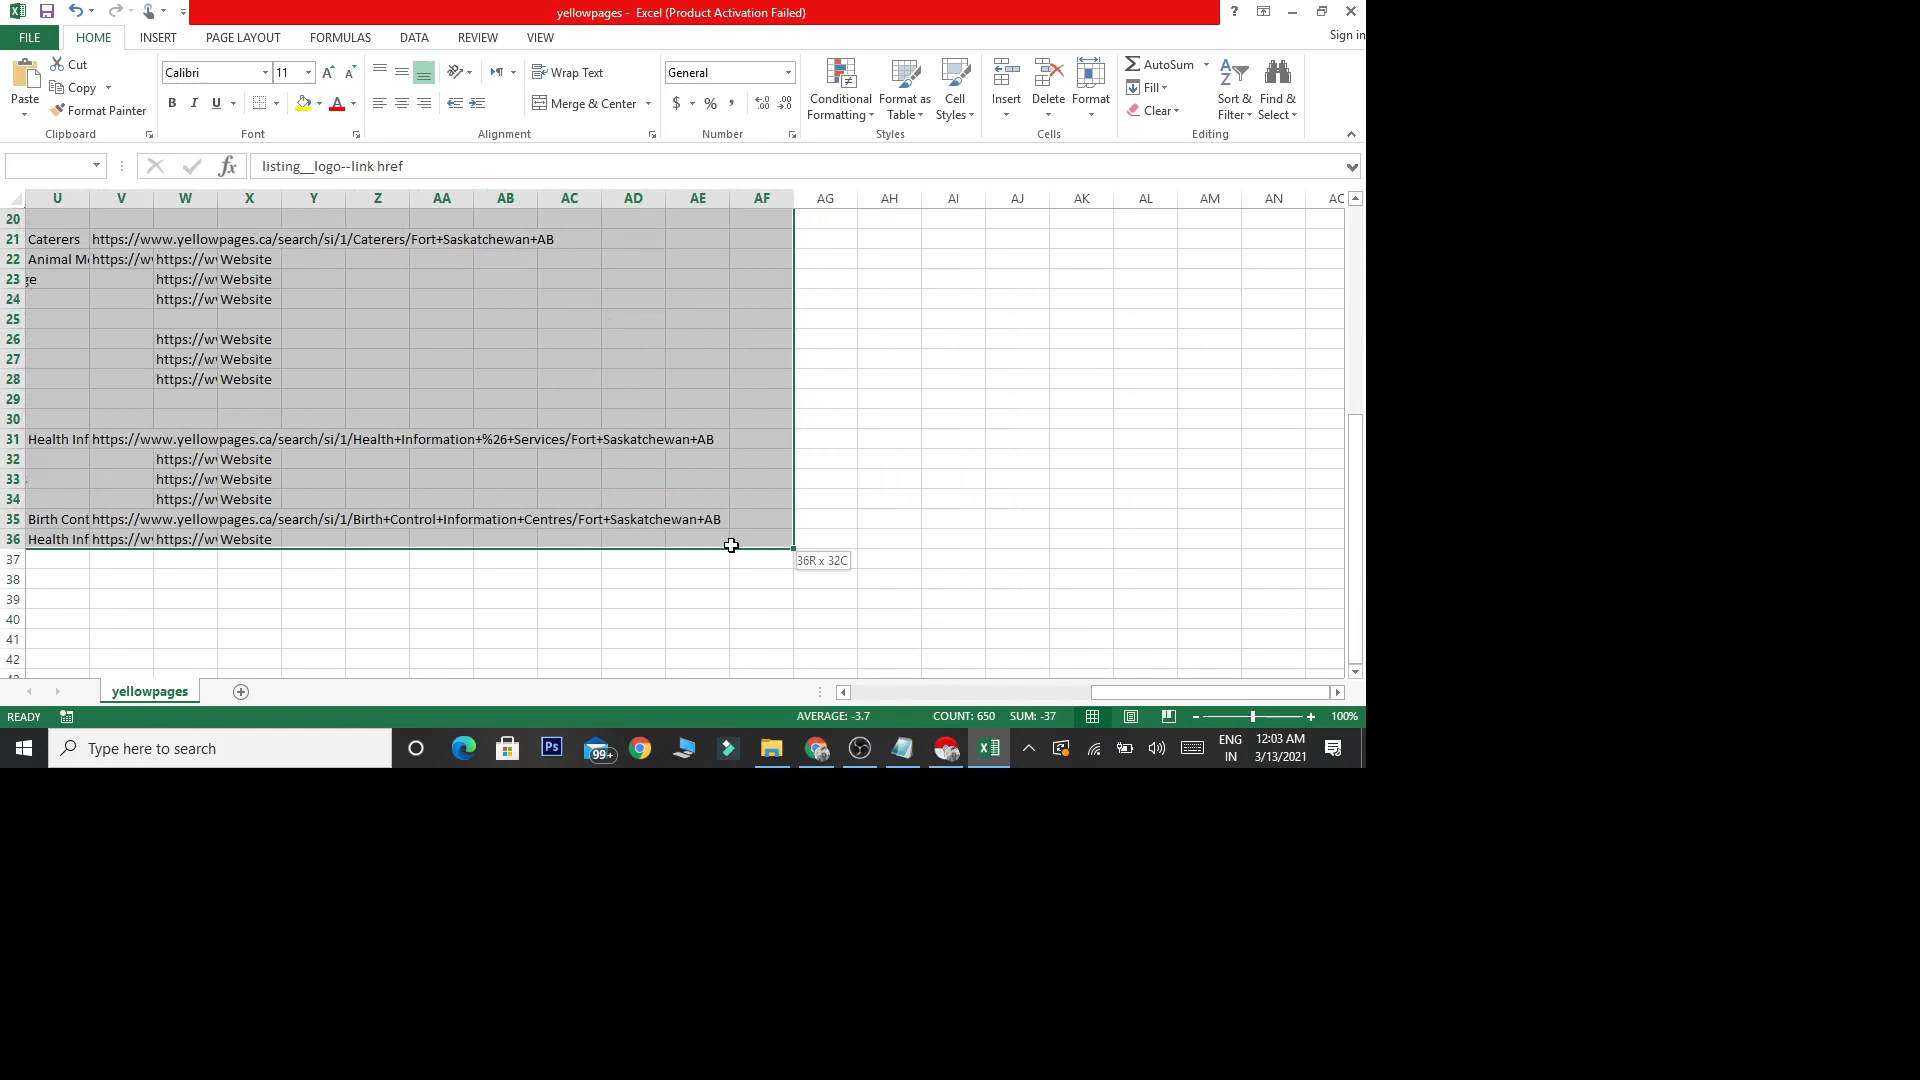 yellowpages - Excel (Product Activation Failed)
?
FILE HOME INSERT PAGE LAYOUT FORMULAS DATA REVIEW VIEW Sign in
Paste
Cut
Copy
Format Painter
Clipboard
Calibri 11
B I U
Font
Wrap Text
Merge & Center
Alignment
General
$ % ,
Number
Conditional Formatting
Format as Table
Cell Styles
Styles
Insert
Delete
Format
Cells
AutoSum
Fill
Clear
Sort & Filter
Find & Select
Editing
fx listing__logo--link href
U V W X Y Z AA AB AC AD AE AF AG AH AI AJ AK AL AM AN
20
21 Caterers https://www.yellowpages.ca/search/si/1/Caterers/Fort+Saskatchewan+AB
22 Animal M https://w https://w Website
23 ge https://w Website
24 https://w Website
25
26 https://w Website
27 https://w Website
28 https://w Website
29
30
31 Health Inf https://www.yellowpages.ca/search/si/1/Health+Information+%26+Services/Fort+Saskatchewan+AB
32 https://w Website
33 https://w Website
34 https://w Website
35 Birth Cont https://www.yellowpages.ca/search/si/1/Birth+Control+Information+Centres/Fort+Saskatchewan+AB
36 Health Inf https://w https://w Website
37
36R x 32C
38
39
40
41
42
yellowpages
READY AVERAGE: -3.7 COUNT: 650 SUM: -37 100%
Type here to search
Ps
99+
ENG
IN
12:03 AM
3/13/2021